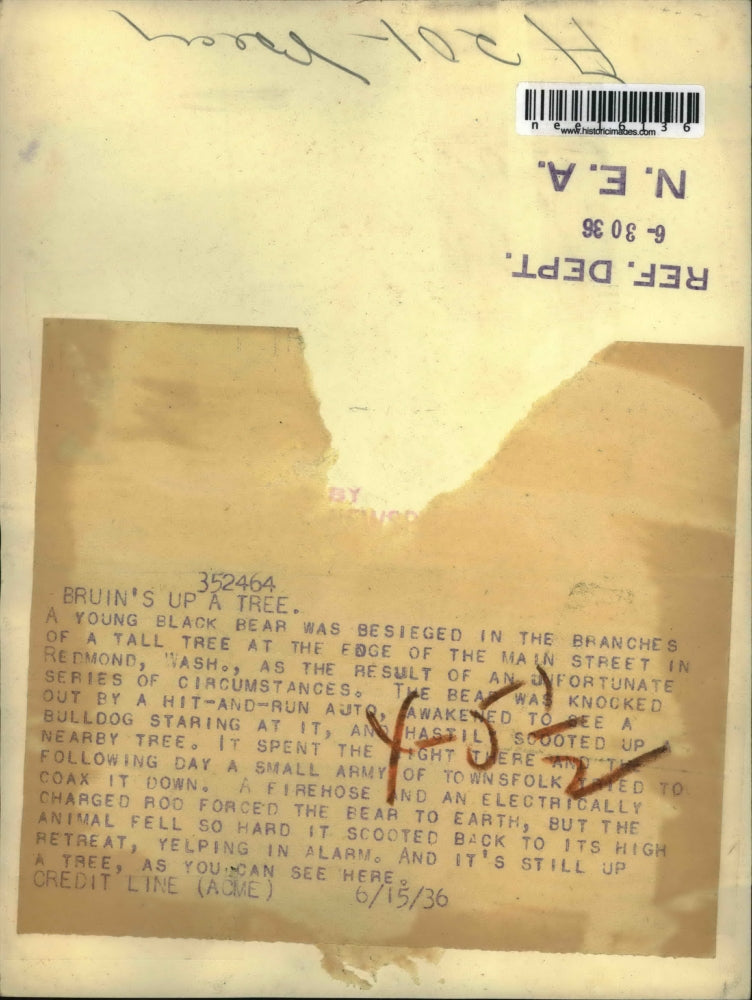 H 201- Bears
nee16136
www.historicimages.com
N.E.A.
6-30 36
REF. DEPT.
BY
352464
BRUIN'S UP A TREE.
A YOUNG BLACK BEAR WAS BESIEGED IN THE BRANCHES
OF A TALL TREE AT THE EDGE OF THE MAIN STREET IN
REDMOND, WASH., AS THE RESULT OF AN UNFORTUNATE
SERIES OF CIRCUMSTANCES. THE BEAR WAS KNOCKED
OUT BY A HIT-AND-RUN AUTO, AWAKENED TO SEE A
BULLDOG STARING AT IT, AND HASTILY SCOOTED UP A
NEARBY TREE. IT SPENT THE NIGHT THERE AND THE
FOLLOWING DAY A SMALL ARMY OF TOWNSFOLK TRIED TO
COAX IT DOWN. A FIREHOSE AND AN ELECTRICALLY
CHARGED ROD FORCED THE BEAR TO EARTH, BUT THE
ANIMAL FELL SO HARD IT SCOOTED BACK TO ITS HIGH
RETREAT, YELPING IN ALARM. AND IT'S STILL UP
A TREE, AS YOU CAN SEE HERE.
CREDIT LINE (ACME) 6/15/36